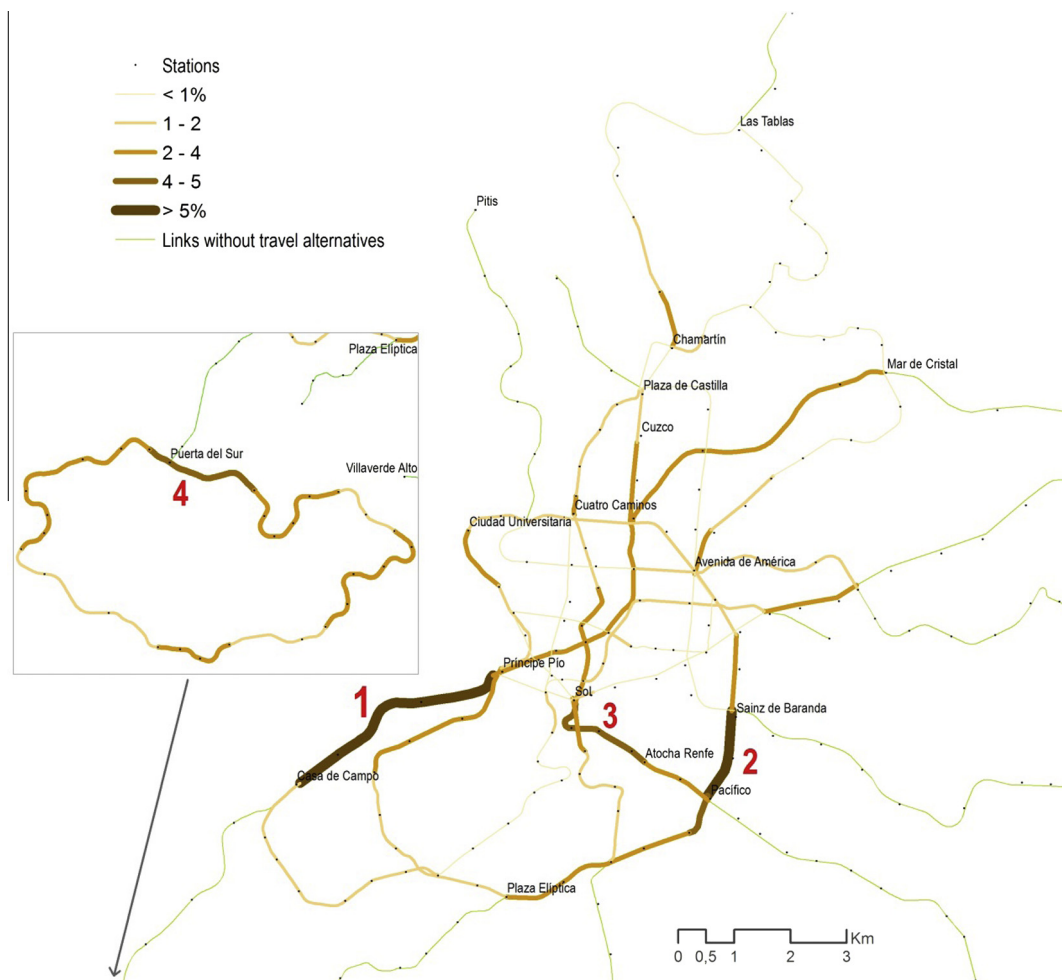 Stations
< 1%
1 - 2
2 - 4
4 - 5
> 5%
Links without travel alternatives
Las Tablas
Pitis
Chamartín
Mar de Cristal
Plaza de Castilla
Cuzco
Cuatro Caminos
Ciudad Universitaria
Avenida de América
Plaza Elíptica
Puerta del Sur
Villaverde Alto
4
Príncipe Pío
1
Sol
3
Sainz de Baranda
Atocha Renfe
2
Casa de Campo
Pacífico
Plaza Elíptica
Km
0 0,5 1 2 3